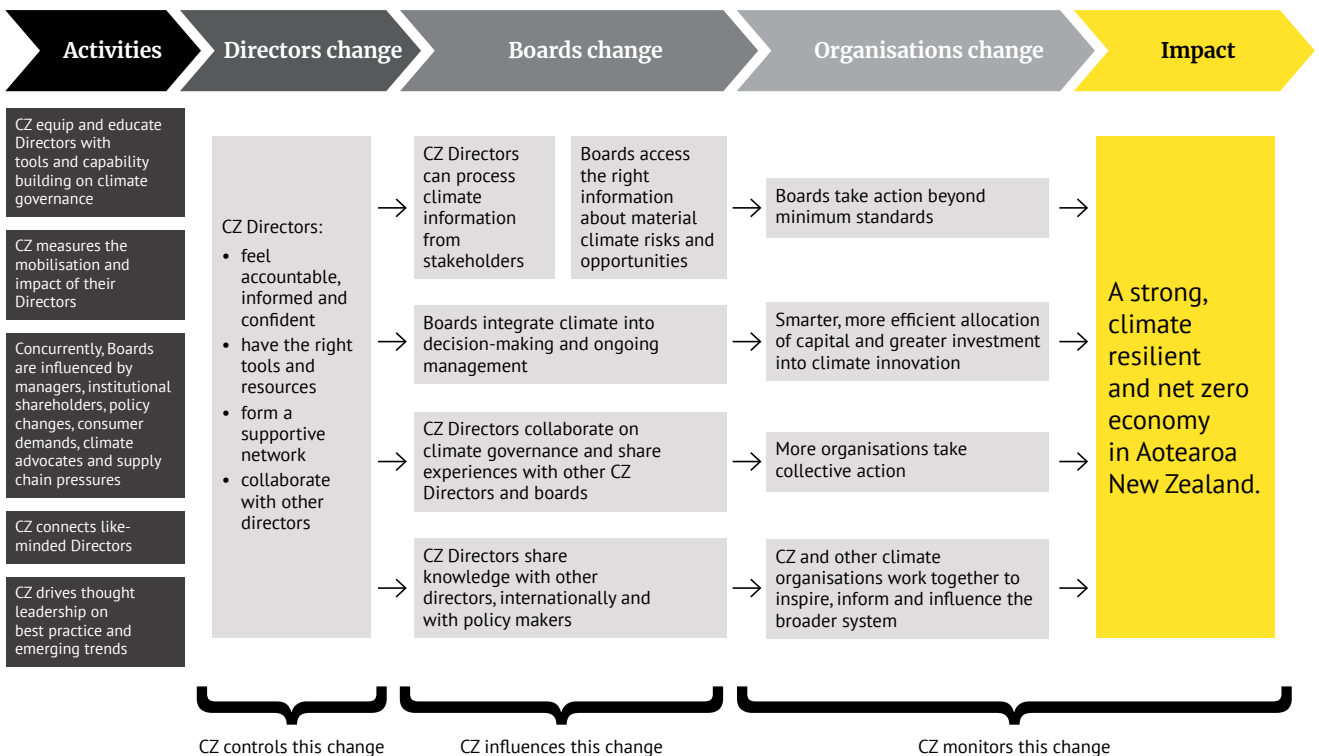 Activities
Directors change
Boards change
Organisations change
Impact
CZ equip and educate
Directors with
tools and capability
building on climate
governance
CZ measures the
mobilisation and
impact of their
Directors
Concurrently, Boards
are influenced by
managers, institutional
shareholders, policy
changes, consumer
demands, climate
advocates and supply
chain pressures
CZ connects like-
minded Directors
CZ drives thought
leadership on
best practice and
emerging trends
CZ Directors:
• feel
accountable,
informed and
confident
• have the right
tools and
resources
• form a
supportive
network
• collaborate
with other
directors
CZ Directors
can process
climate
information
from
stakeholders
Boards access
the right
information
about material
climate risks and
opportunities
Boards integrate climate into
decision-making and ongoing
management
CZ Directors collaborate on
climate governance and share
experiences with other CZ
Directors and boards
CZ Directors share
knowledge with other
directors, internationally and
with policy makers
Boards take action beyond
minimum standards
Smarter, more efficient allocation
of capital and greater investment
into climate innovation
More organisations take
collective action
CZ and other climate
organisations work together to
inspire, inform and influence the
broader system
A strong,
climate
resilient
and net zero
economy
in Aotearoa
New Zealand.
CZ controls this change
CZ influences this change
CZ monitors this change